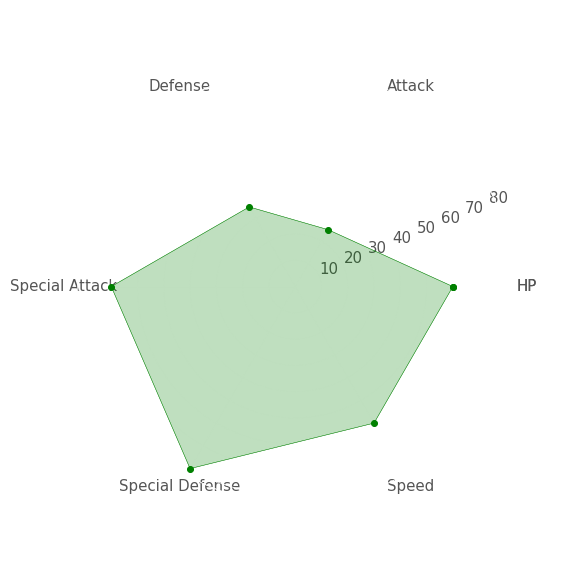 Defense
Attack
80
70
60
50
40
30
20
10
Special Attack
HP
Special Defense
Speed